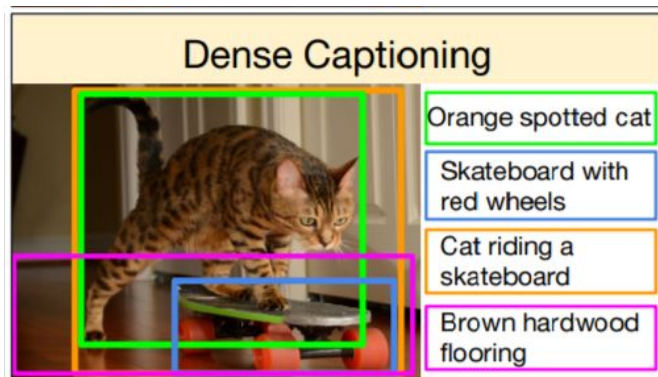 Dense Captioning
Orange spotted cat
Skateboard with
red wheels
Cat riding a
skateboard
Brown hardwood
flooring